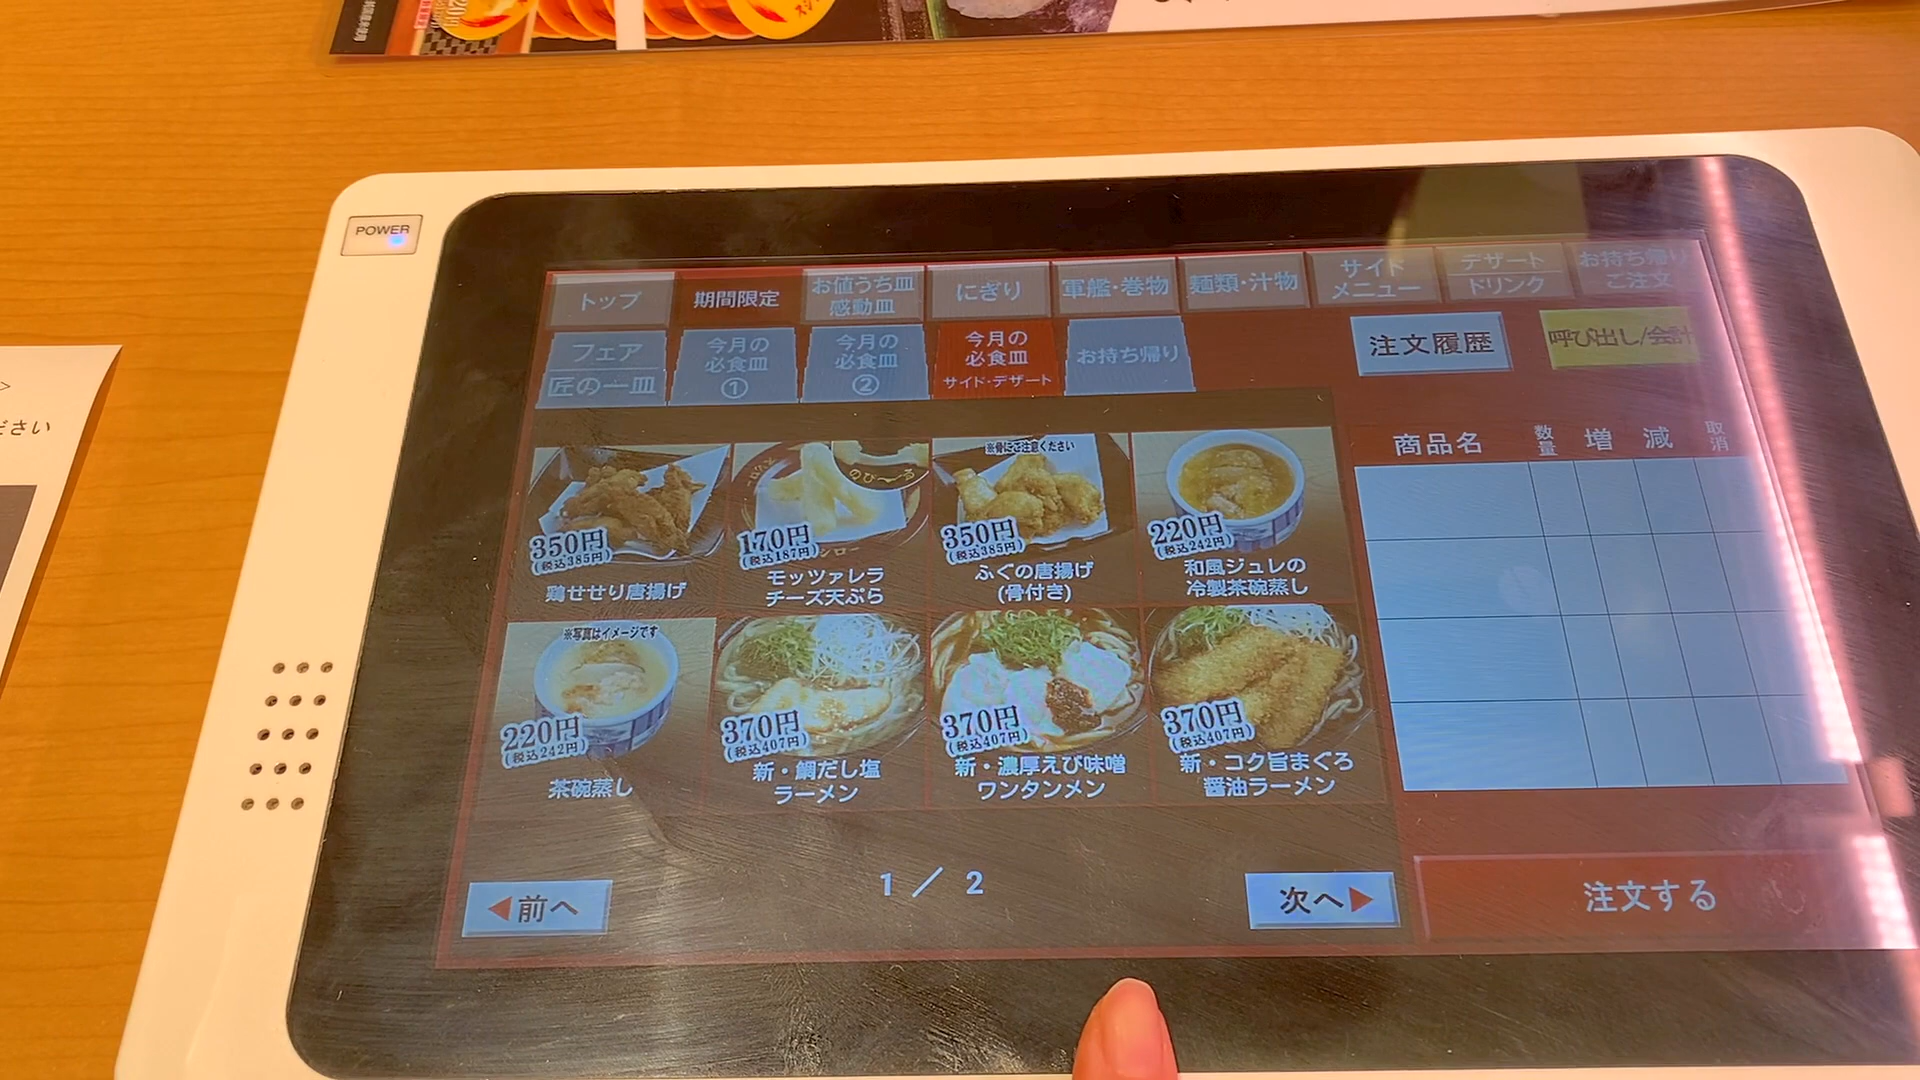 POWER
ださい
トップ
期間限定
お値うち皿
感動皿
にぎり
軍艦・巻物
麺類・汁物
サイド
メニュー
デザート
ドリンク
お持ち帰り
ご注文
フェア
匠の一皿
今月の
必食皿
①
今月の
必食皿
②
今月の
必食皿
サイド・デザート
お持ち帰り
注文履歴
呼び出し/会計
350円
(税込385円)
鶏せせり唐揚げ
のび〜る
170円
(税込187円)
モッツァレラ
チーズ天ぷら
※骨にご注意ください
350円
(税込385円)
ふぐの唐揚げ
(骨付き)
220円
(税込242円)
和風ジュレの
冷製茶碗蒸し
※写真はイメージです
220円
(税込242円)
茶碗蒸し
370円
(税込407円)
新・鯛だし塩
ラーメン
370円
(税込407円)
新・濃厚えび味噌
ワンタンメン
370円
(税込407円)
新・コク旨まぐろ
醤油ラーメン
商品名
数量
増
減
取消
前へ
1 / 2
次へ
注文する